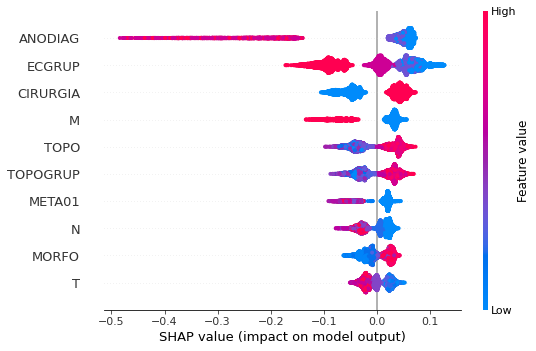 High
ANODIAG
ECGRUP
CIRURGIA
M
TOPO
TOPOGRUP
META01
N
MORFO
T
Feature value
Low
−0.5 −0.4 −0.3 −0.2 −0.1 0.0 0.1
SHAP value (impact on model output)